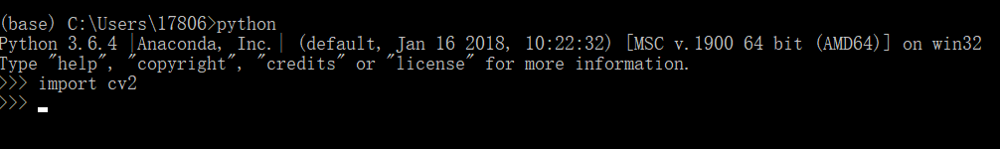 (base) C:\Users\17806>python
Python 3.6.4 |Anaconda, Inc.| (default, Jan 16 2018, 10:22:32) [MSC v.1900 64 bit (AMD64)] on win32
Type "help", "copyright", "credits" or "license" for more information.
>>> import cv2
>>>